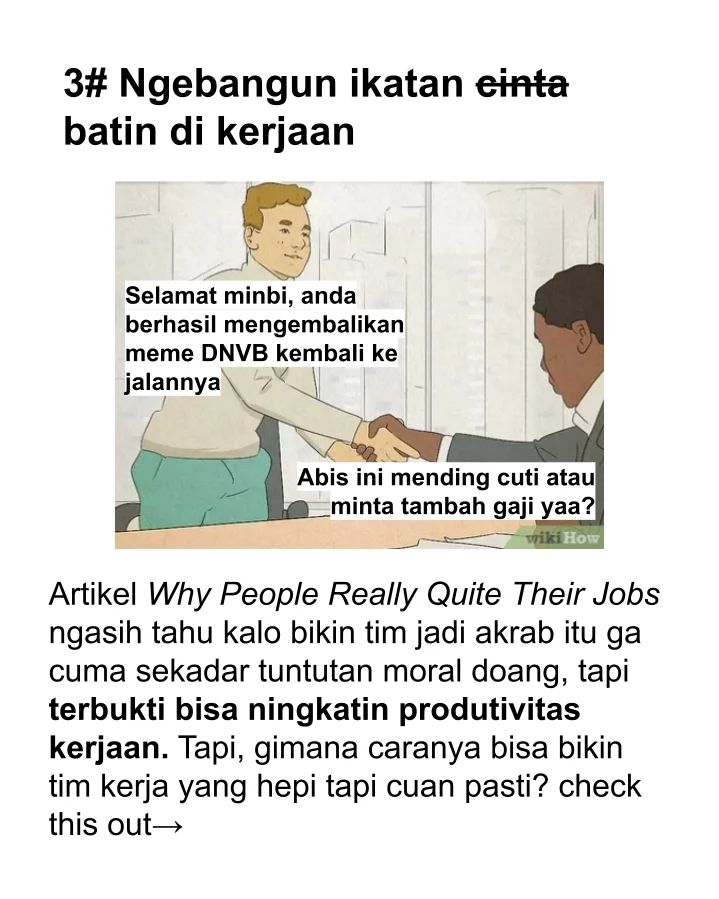 3# Ngebangun ikatan cinta
batin di kerjaan
Selamat minbi, anda
berhasil mengembalikan
meme DNVB kembali ke
jalannya
Abis ini mending cuti atau
minta tambah gaji yaa?
wikiHow
Artikel Why People Really Quite Their Jobs
ngasih tahu kalo bikin tim jadi akrab itu ga
cuma sekadar tuntutan moral doang, tapi
terbukti bisa ningkatin produtivitas
kerjaan. Tapi, gimana caranya bisa bikin
tim kerja yang hepi tapi cuan pasti? check
this out→